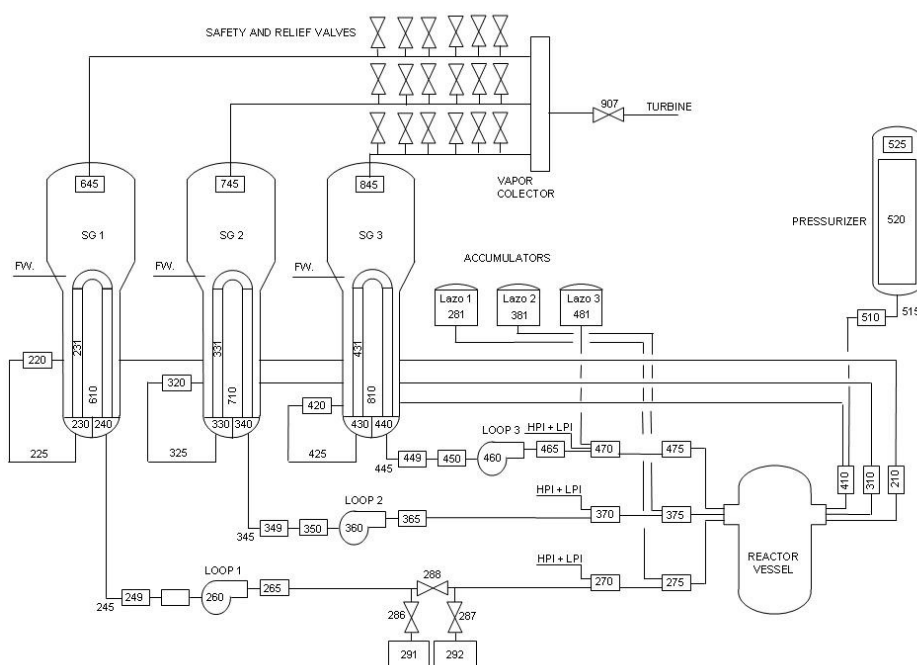 SAFETY AND RELIEF VALVES
907
TURBINE
525
645
745
845
VAPOR
COLECTOR
520
PRESSURIZER
SG 1
SG 2
SG 3
FW.
FW.
FW.
ACCUMULATORS
Lazo 1
281
Lazo 2
381
Lazo 3
481
510
515
231
331
431
220
320
420
610
710
810
230
240
330
340
430
440
225
325
425
LOOP 3
HPI + LPI
445
449
450
460
465
470
475
410
310
210
LOOP 2
HPI + LPI
345
349
350
360
365
370
375
REACTOR
VESSEL
LOOP 1
288
HPI + LPI
245
249
260
265
270
275
286
287
291
292